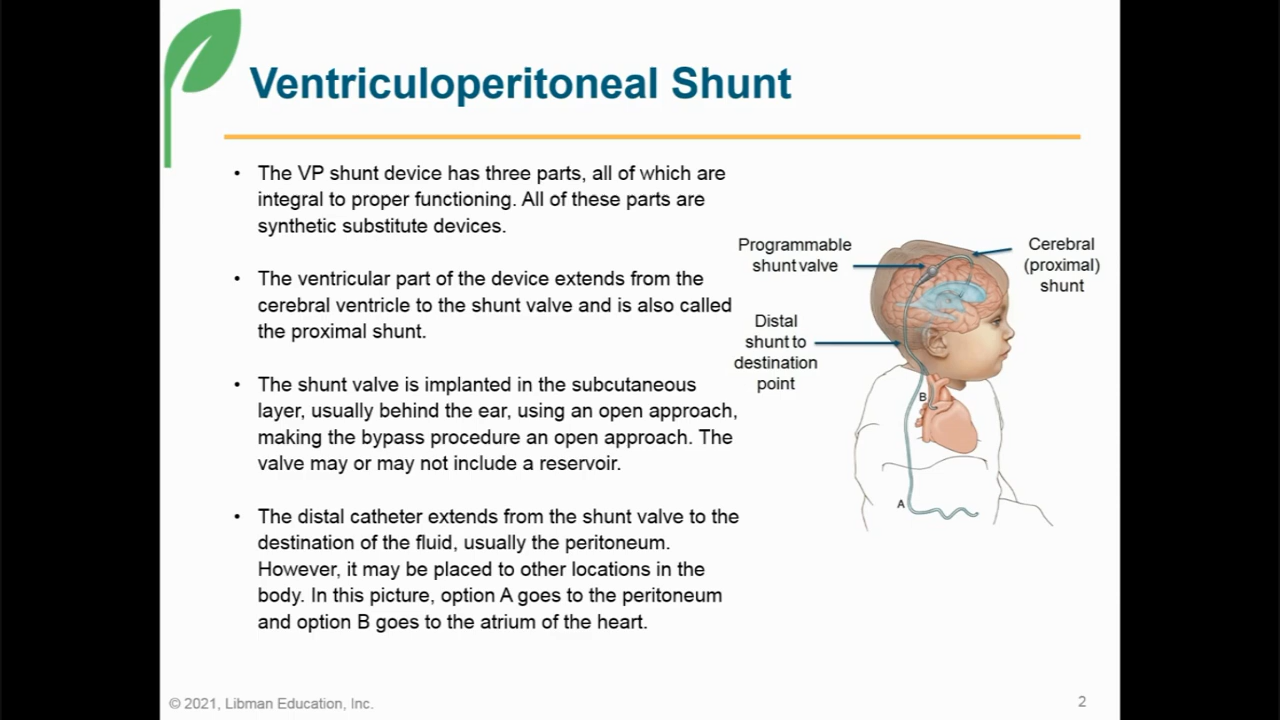 Ventriculoperitoneal Shunt
• The VP shunt device has three parts, all of which are
integral to proper functioning. All of these parts are
synthetic substitute devices.
• The ventricular part of the device extends from the
cerebral ventricle to the shunt valve and is also called
the proximal shunt.
• The shunt valve is implanted in the subcutaneous
layer, usually behind the ear, using an open approach,
making the bypass procedure an open approach. The
valve may or may not include a reservoir.
• The distal catheter extends from the shunt valve to the
destination of the fluid, usually the peritoneum.
However, it may be placed to other locations in the
body. In this picture, option A goes to the peritoneum
and option B goes to the atrium of the heart.
Programmable
shunt valve
Cerebral
(proximal)
shunt
Distal
shunt to
destination
point
B
A
© 2021, Libman Education, Inc.
2